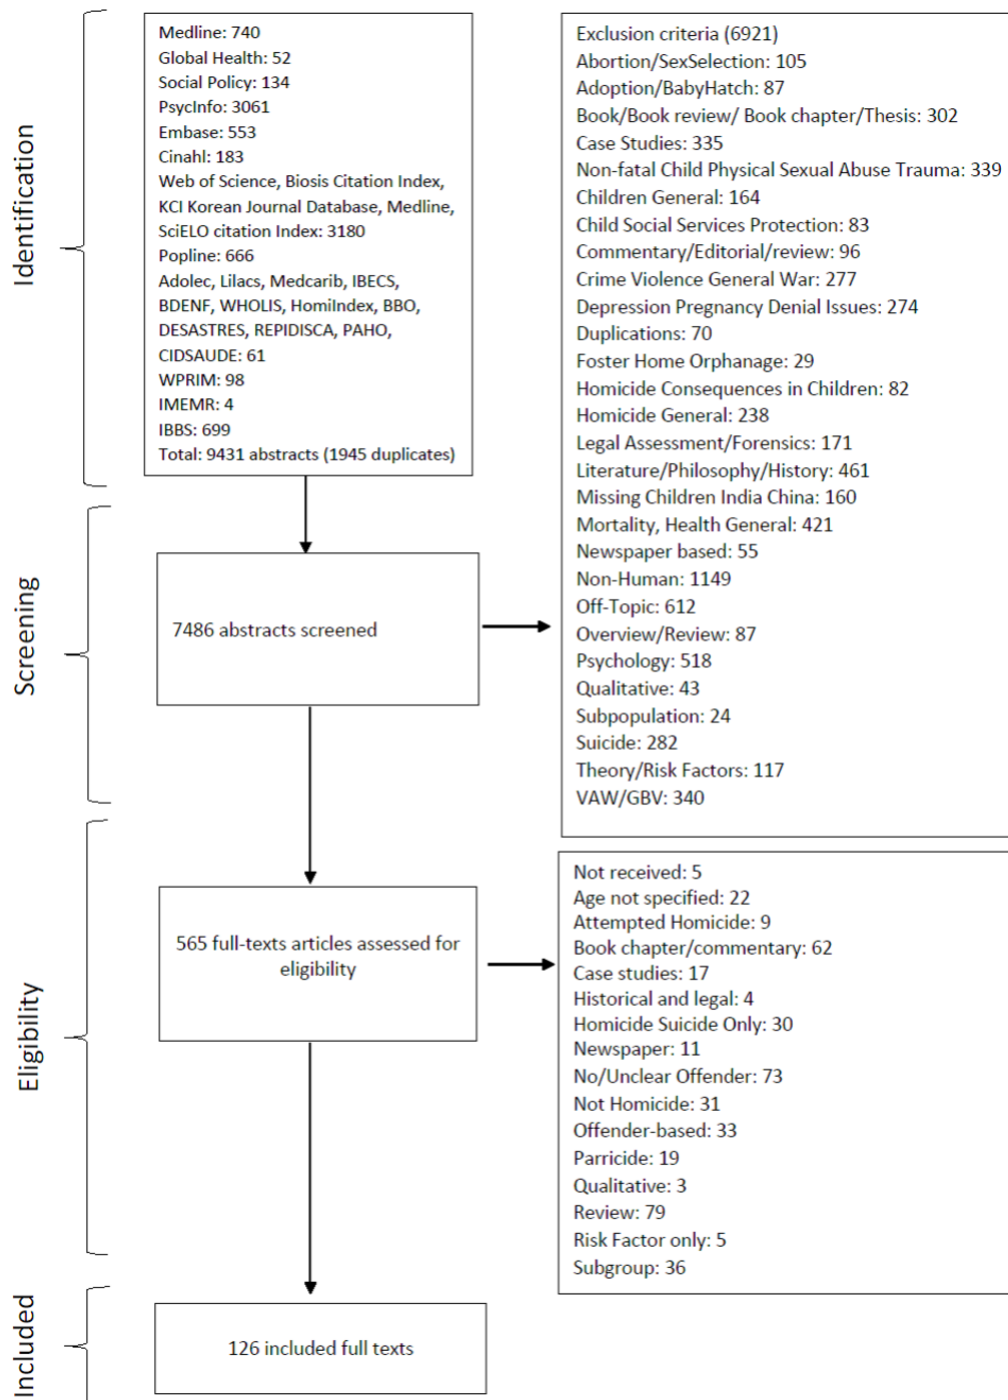 Identification
Medline: 740
Global Health: 52
Social Policy: 134
PsycInfo: 3061
Embase: 553
Cinahl: 183
Web of Science, Biosis Citation Index,
KCI Korean Journal Database, Medline,
SciELO citation Index: 3180
Popline: 666
Adolec, Lilacs, Medcarib, IBECS,
BDENF, WHOLIS, HomiIndex, BBO,
DESASTRES, REPIDISCA, PAHO,
CIDSAUDE: 61
WPRIM: 98
IMEMR: 4
IBBS: 699
Total: 9431 abstracts (1945 duplicates)
Exclusion criteria (6921)
Abortion/SexSelection: 105
Adoption/BabyHatch: 87
Book/Book review/ Book chapter/Thesis: 302
Case Studies: 335
Non-fatal Child Physical Sexual Abuse Trauma: 339
Children General: 164
Child Social Services Protection: 83
Commentary/Editorial/review: 96
Crime Violence General War: 277
Depression Pregnancy Denial Issues: 274
Duplications: 70
Foster Home Orphanage: 29
Homicide Consequences in Children: 82
Homicide General: 238
Legal Assessment/Forensics: 171
Literature/Philosophy/History: 461
Missing Children India China: 160
Mortality, Health General: 421
Newspaper based: 55
Non-Human: 1149
Off-Topic: 612
Overview/Review: 87
Psychology: 518
Qualitative: 43
Subpopulation: 24
Suicide: 282
Theory/Risk Factors: 117
VAW/GBV: 340
Screening
7486 abstracts screened
Eligibility
565 full-texts articles assessed for
eligibility
Not received: 5
Age not specified: 22
Attempted Homicide: 9
Book chapter/commentary: 62
Case studies: 17
Historical and legal: 4
Homicide Suicide Only: 30
Newspaper: 11
No/Unclear Offender: 73
Not Homicide: 31
Offender-based: 33
Parricide: 19
Qualitative: 3
Review: 79
Risk Factor only: 5
Subgroup: 36
Included
126 included full texts